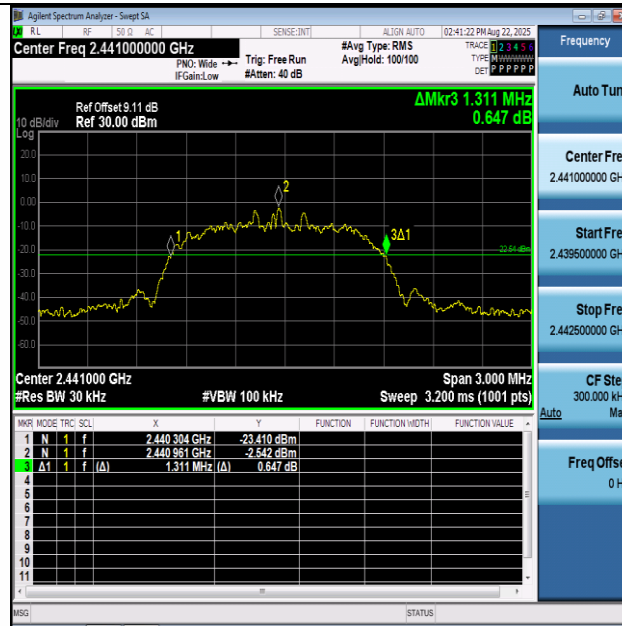 Agilent Spectrum Analyzer - Swept SA
RL RF 50 Ω AC SENSE:INT ALIGN AUTO 02:41:22 PM Aug 22, 2025
Center Freq 2.441000000 GHz
PNO: Wide
IFGain:Low
Trig: Free Run
#Atten: 40 dB
#Avg Type: RMS
Avg|Hold: 100/100
TRACE 1 2 3 4 5 6
TYPE M W W W W W
DET P P P P P P
ΔMkr3 1.311 MHz
0.647 dB
Ref Offset 9.11 dB
10 dB/div Ref 30.00 dBm
Log
20.0
10.0
0.00
-10.0
-20.0
-30.0
-40.0
-50.0
-60.0
1
2
3Δ1
-22.54 dBm
Center 2.441000 GHz Span 3.000 MHz
#Res BW 30 kHz #VBW 100 kHz Sweep 3.200 ms (1001 pts)
MKR MODE TRC SCL X Y FUNCTION FUNCTION WIDTH FUNCTION VALUE
1 N 1 f 2.440 304 GHz -23.410 dBm
2 N 1 f 2.440 961 GHz -2.542 dBm
3 Δ1 1 f (Δ) 1.311 MHz (Δ) 0.647 dB
4
5
6
7
8
9
10
11
MSG STATUS
Frequency
Auto Tun
Center Fre
2.441000000 GH
Start Fre
2.439500000 GH
Stop Fre
2.442500000 GH
CF Ste
300.000 kH
Auto Ma
Freq Offse
0 H